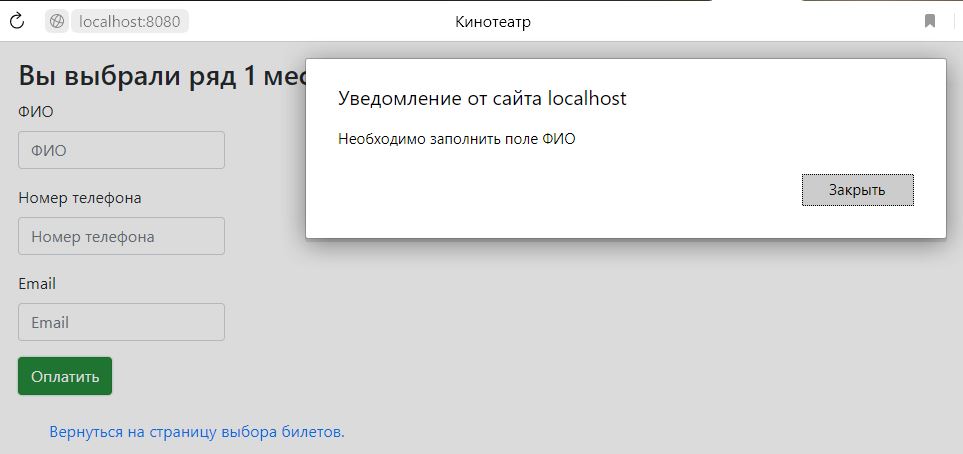 localhost:8080
Кинотеатр
Вы выбрали ряд 1
ФИО
ФИО
Номер телефона
Номер телефона
Email
Email
Оплатить
Вернуться на страницу выбора билетов.
Уведомление от сайта localhost
Необходимо заполнить поле ФИО
Закрыть